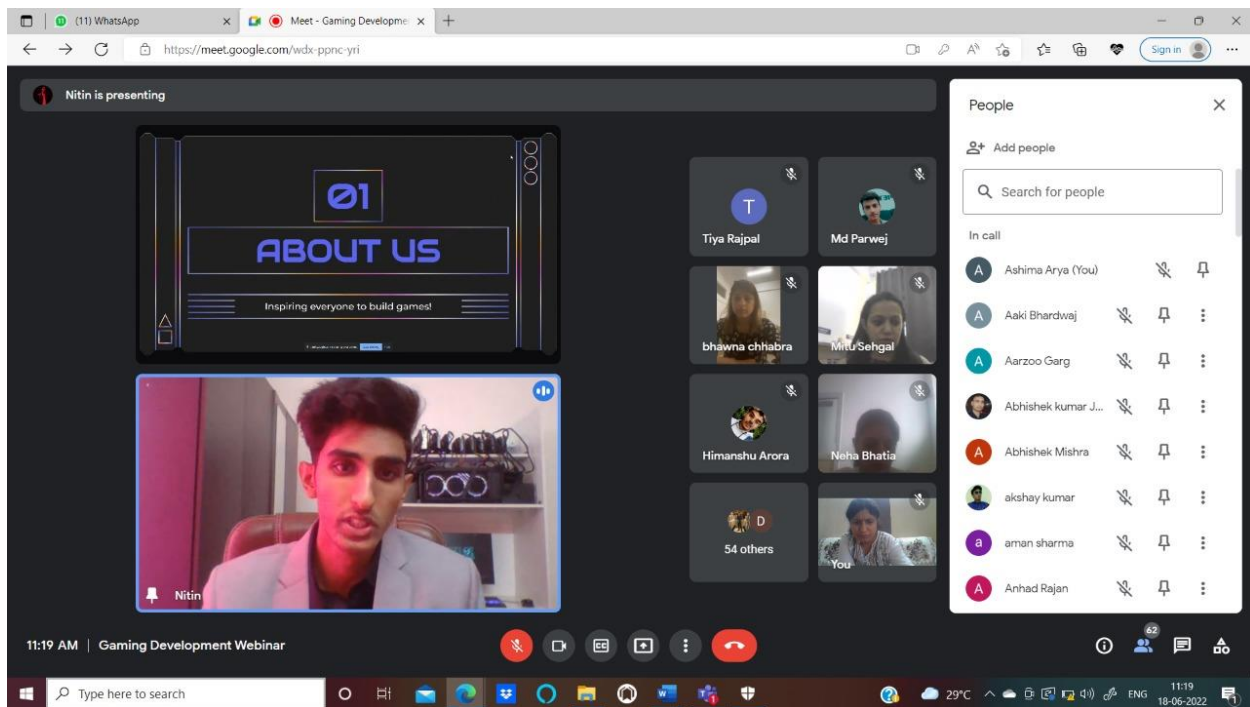 (11) WhatsApp
Meet - Gaming Developme
https://meet.google.com/wdx-ppnc-yri
Sign in
Nitin is presenting
01
ABOUT US
Inspiring everyone to build games!
Nitin
T
Tiya Rajpal
Md Parwej
bhawna chhabra
Mitu Sehgal
Himanshu Arora
Neha Bhatia
D
54 others
You
People
Add people
Search for people
In call
A Ashima Arya (You)
A Aaki Bhardwaj
A Aarzoo Garg
Abhishek kumar J...
A Abhishek Mishra
akshay kumar
a aman sharma
A Anhad Rajan
11:19 AM | Gaming Development Webinar
CC
62
Type here to search
29°C
ENG
11:19
18-06-2022